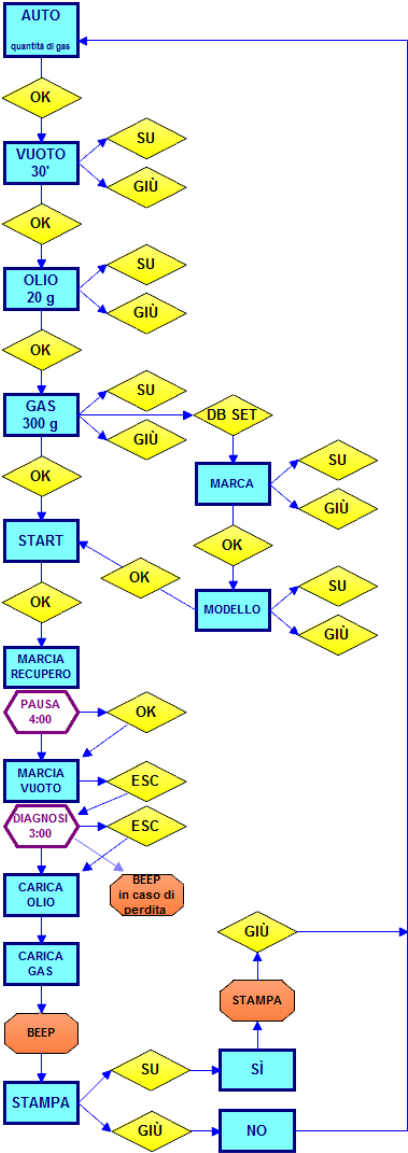 AUTO
quantità di gas
OK
VUOTO
30'
SU
GIÙ
OK
OLIO
20 g
SU
GIÙ
OK
GAS
300 g
SU
GIÙ
DB SET
MARCA
SU
GIÙ
OK
OK
START
OK
MODELLO
SU
GIÙ
OK
MARCIA
RECUPERO
PAUSA
4:00
OK
MARCIA
VUOTO
ESC
DIAGNOSI
3:00
ESC
BEEP
in caso di
perdita
CARICA
OLIO
CARICA
GAS
BEEP
STAMPA
SU
GIÙ
SÌ
NO
STAMPA
GIÙ